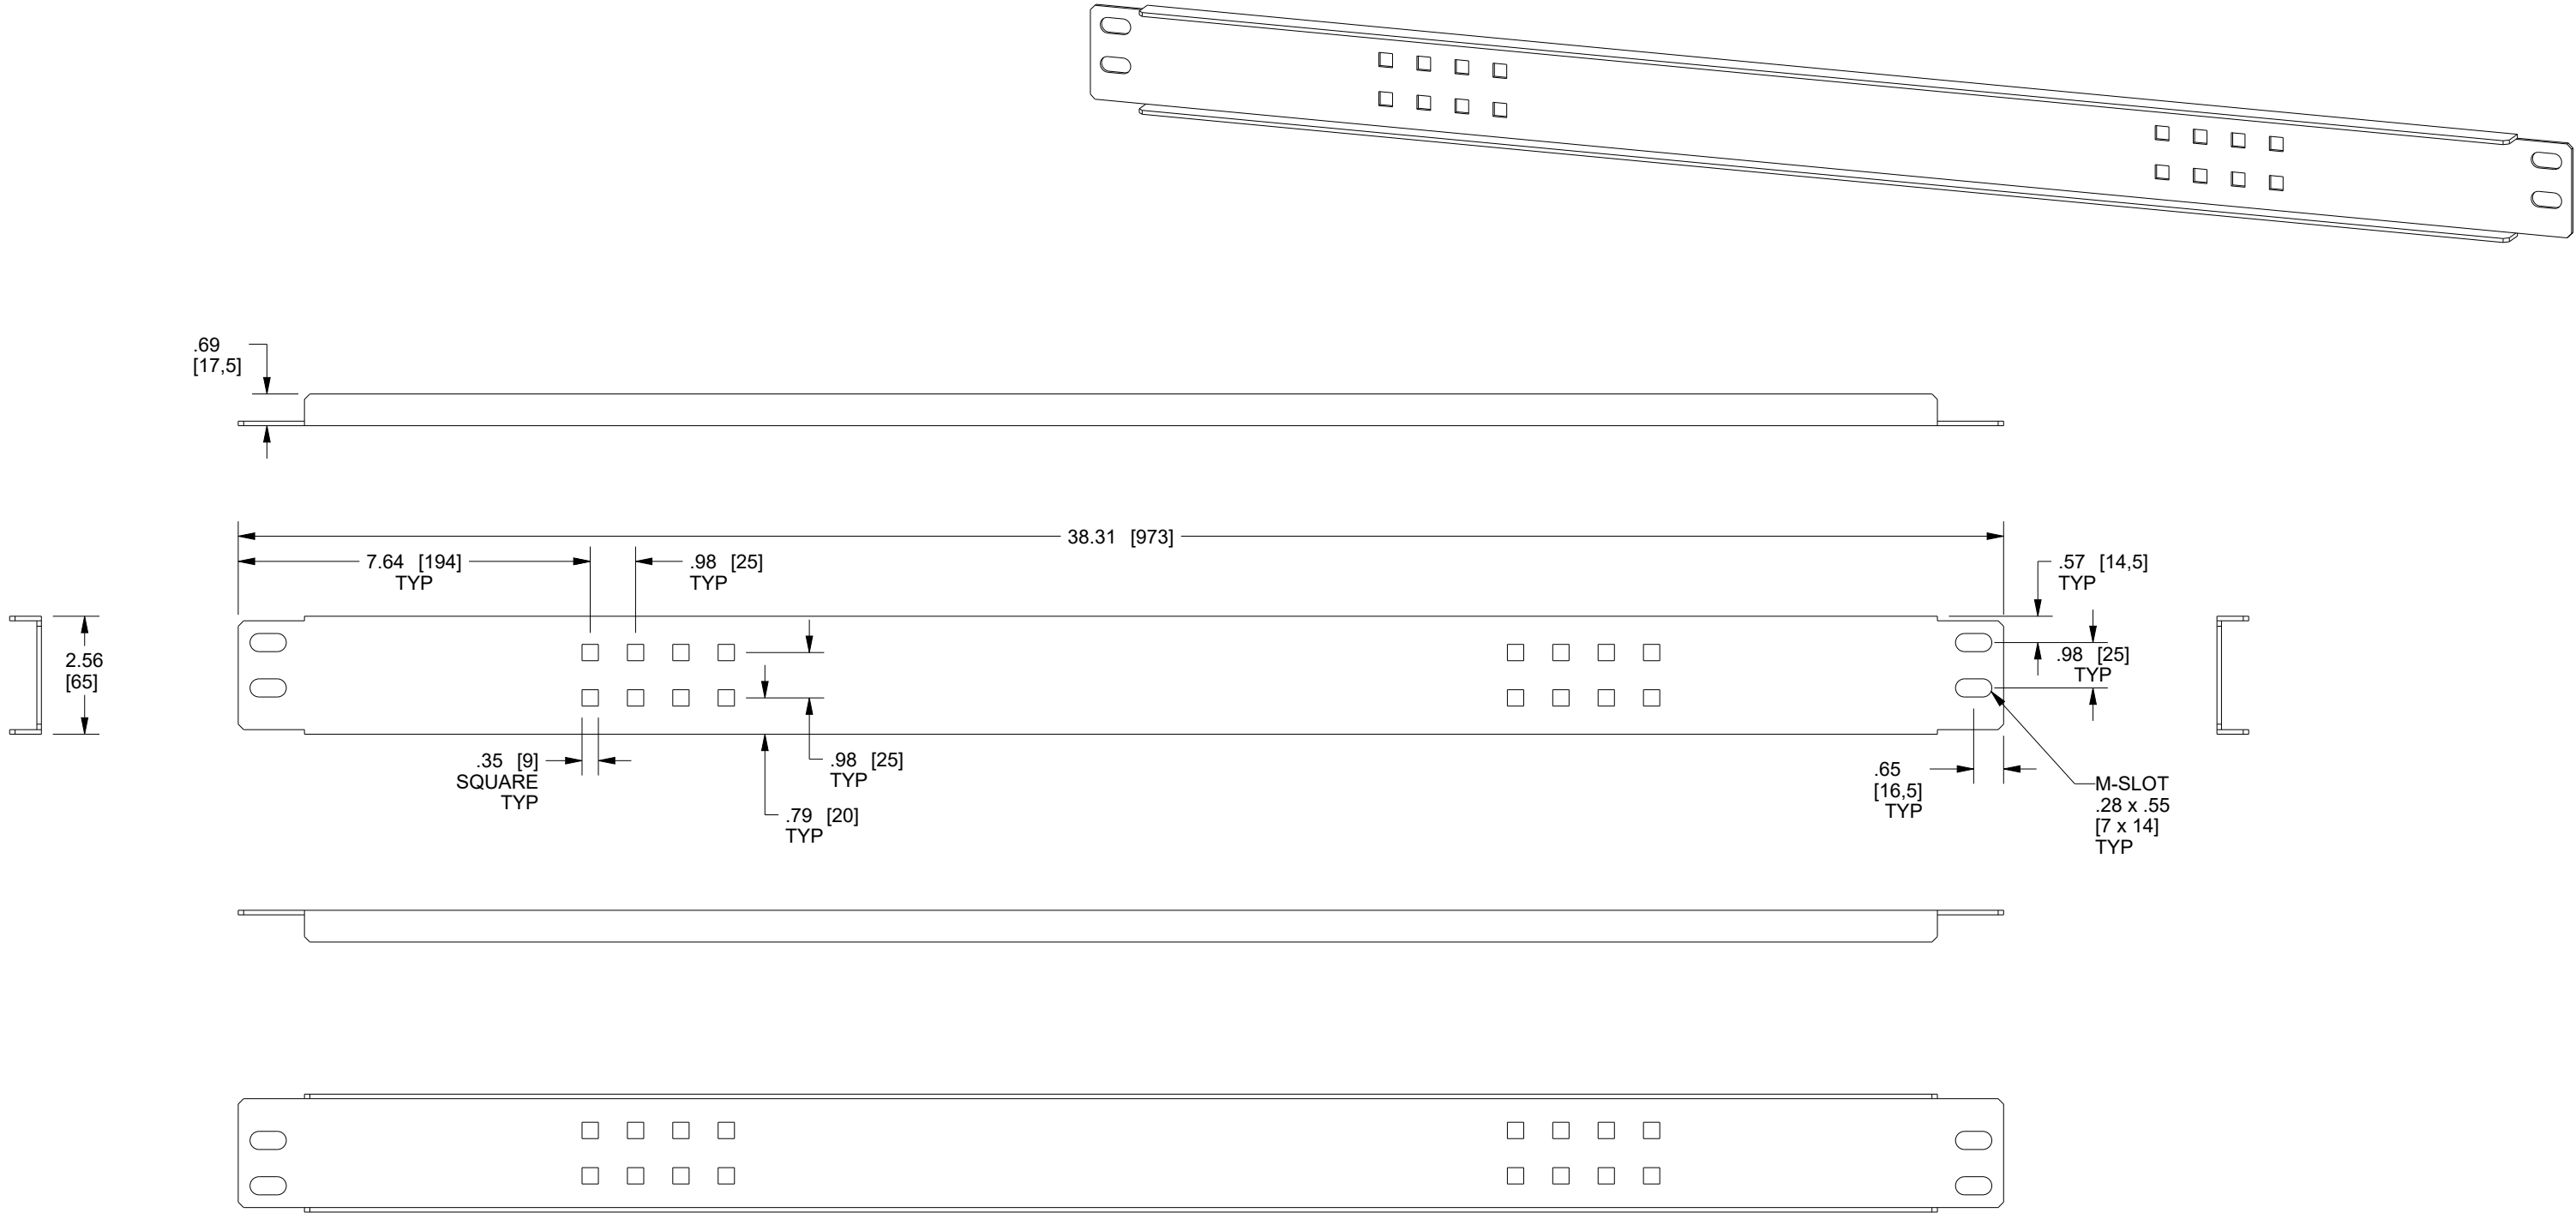 .69
[17,5]
38.31 [973]
7.64 [194]
TYP
.98 [25]
TYP
.57 [14,5]
TYP
2.56
[65]
.98 [25]
TYP
.35 [9]
SQUARE
TYP
.98 [25]
TYP
.79 [20]
TYP
.65
[16,5]
TYP
M-SLOT
.28 x .55
[7 x 14]
TYP